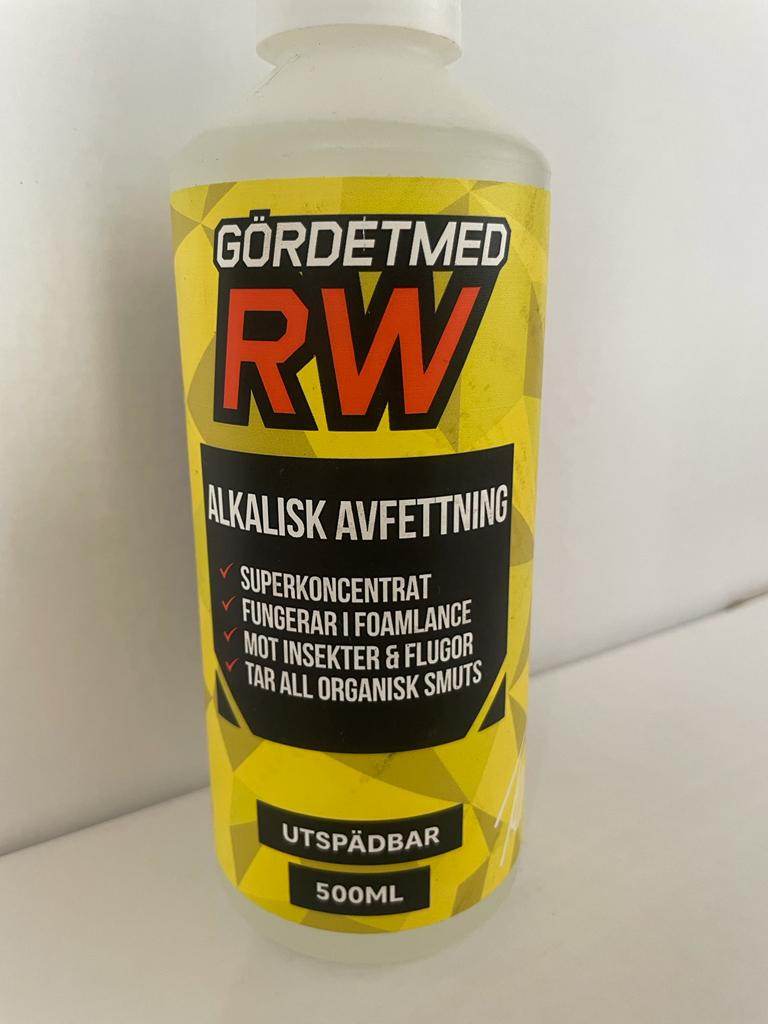 GÖRDETMED
RW
ALKALISK AVFETTNING
SUPERKONCENTRAT
FUNGERAR I FOAMLANCE
MOT INSEKTER & FLUGOR
TAR ALL ORGANISK SMUTS
UTSPÄDBAR
500ML